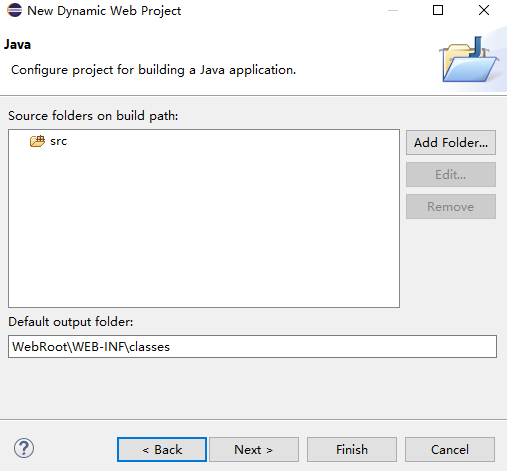 New Dynamic Web Project
Java
Configure project for building a Java application.
Source folders on build path:
src
Add Folder...
Edit...
Remove
Default output folder:
WebRoot\WEB-INF\classes
?
< Back
Next >
Finish
Cancel